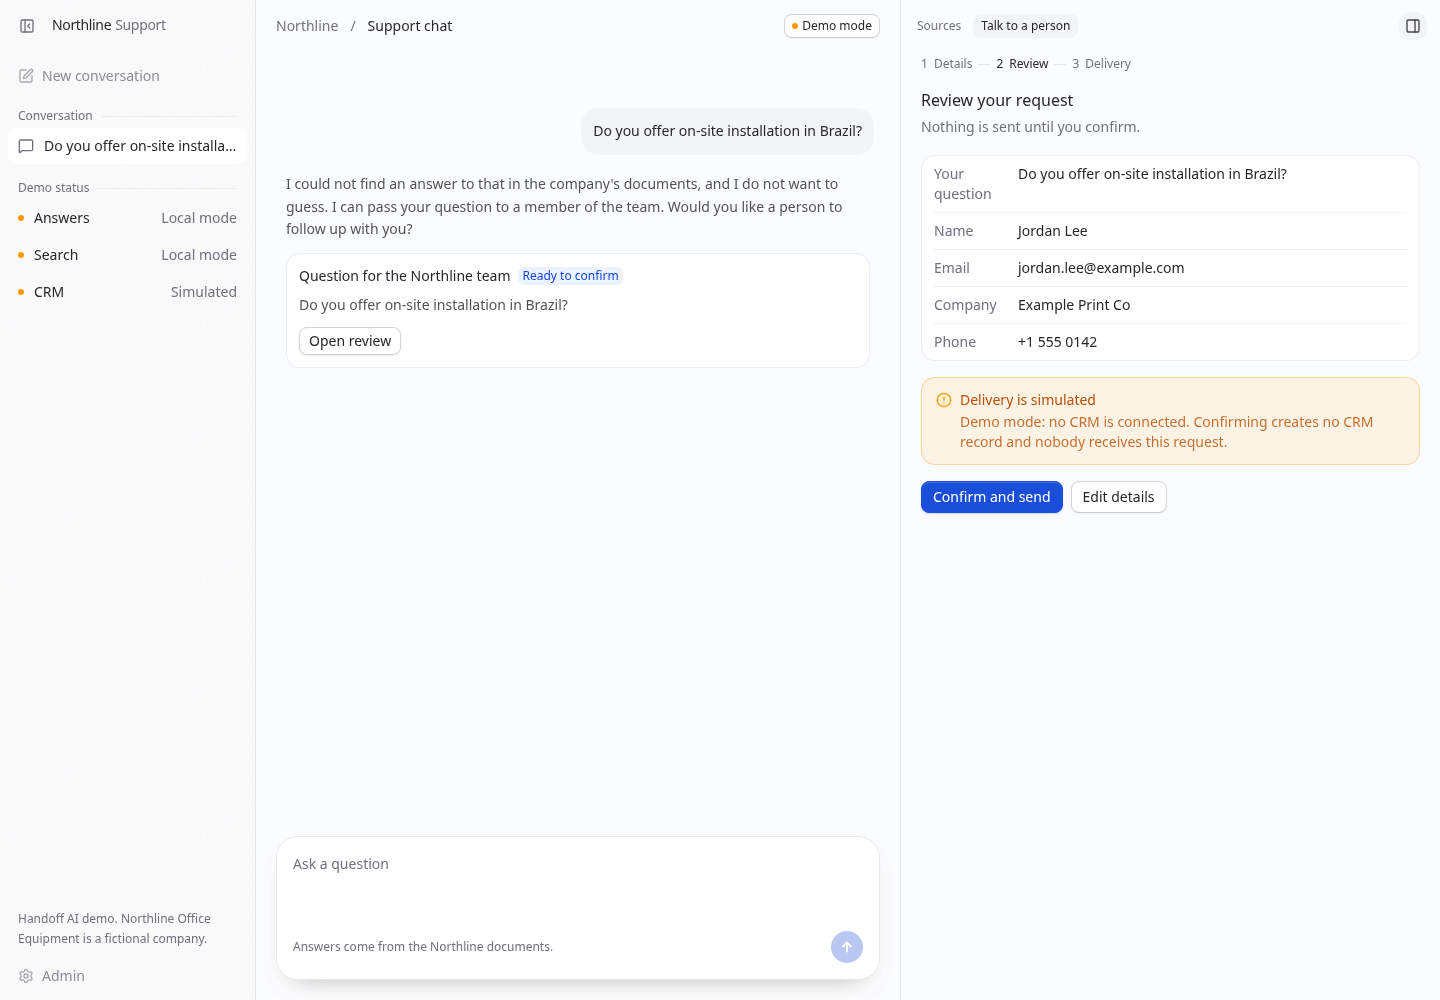 Northline Support
New conversation
Conversation
Do you offer on-site installa...
Demo status
Answers Local mode
Search Local mode
CRM Simulated
Handoff AI demo. Northline Office
Equipment is a fictional company.
Admin
Northline / Support chat
Demo mode
Do you offer on-site installation in Brazil?
I could not find an answer to that in the company's documents, and I do not want to
guess. I can pass your question to a member of the team. Would you like a person to
follow up with you?
Question for the Northline team Ready to confirm
Do you offer on-site installation in Brazil?
Open review
Ask a question
Answers come from the Northline documents.
Sources Talk to a person
1 Details 2 Review 3 Delivery
Review your request
Nothing is sent until you confirm.
Your question Do you offer on-site installation in Brazil?
Name Jordan Lee
Email jordan.lee@example.com
Company Example Print Co
Phone +1 555 0142
Delivery is simulated
Demo mode: no CRM is connected. Confirming creates no CRM
record and nobody receives this request.
Confirm and send Edit details